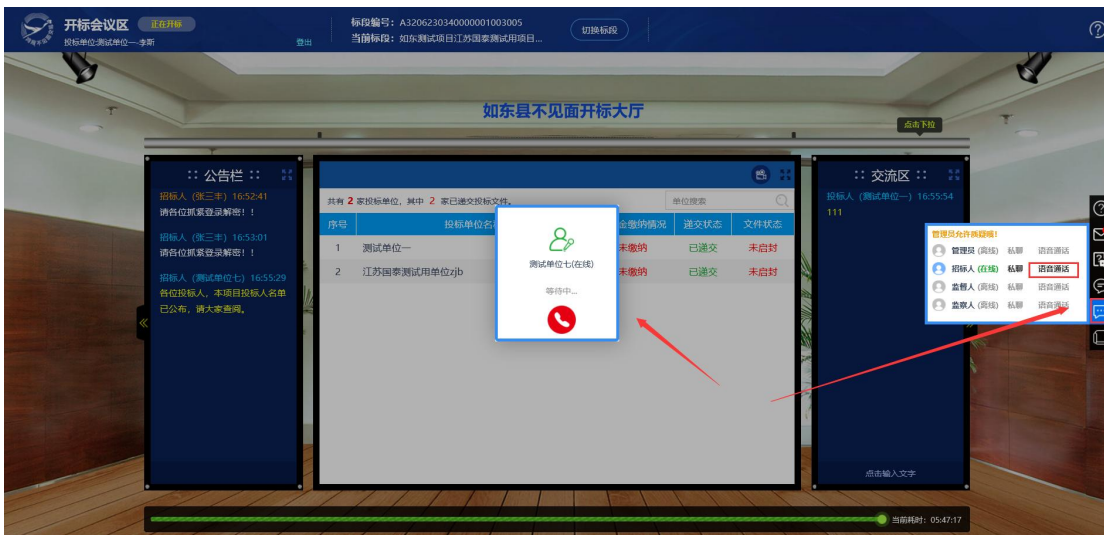 开标会议区 正在开标
投标单位:测试单位一-李斯 登出
标段编号：A3206230340000001003005
当前标段：如东测试项目江苏国泰测试用项目...
切换标段
如东县不见面开标大厅
点击下拉
:: 公告栏 ::
招标人（张三丰）16:52:41
请各位抓紧登录解密！！
招标人（张三丰）16:53:01
请各位抓紧登录解密！！
招标人（测试单位七）16:55:29
各位投标人，本项目投标人名单
已公布，请大家查阅。
共有 2 家投标单位，其中 2 家已递交投标文件。 单位搜索
序号 投标单位名 金缴纳情况 递交状态 文件状态
1 测试单位一 未缴纳 已递交 未启封
2 江苏国泰测试用单位zjb 未缴纳 已递交 未启封
测试单位七(在线)
等待中...
:: 交流区 ::
投标人（测试单位一）16:55:54
111
点击输入文字
管理员 (离线) 私聊 语音通话
招标人 (在线) 私聊 语音通话
监督人 (离线) 私聊 语音通话
监察人 (离线) 私聊 语音通话
当前耗时：05:47:17